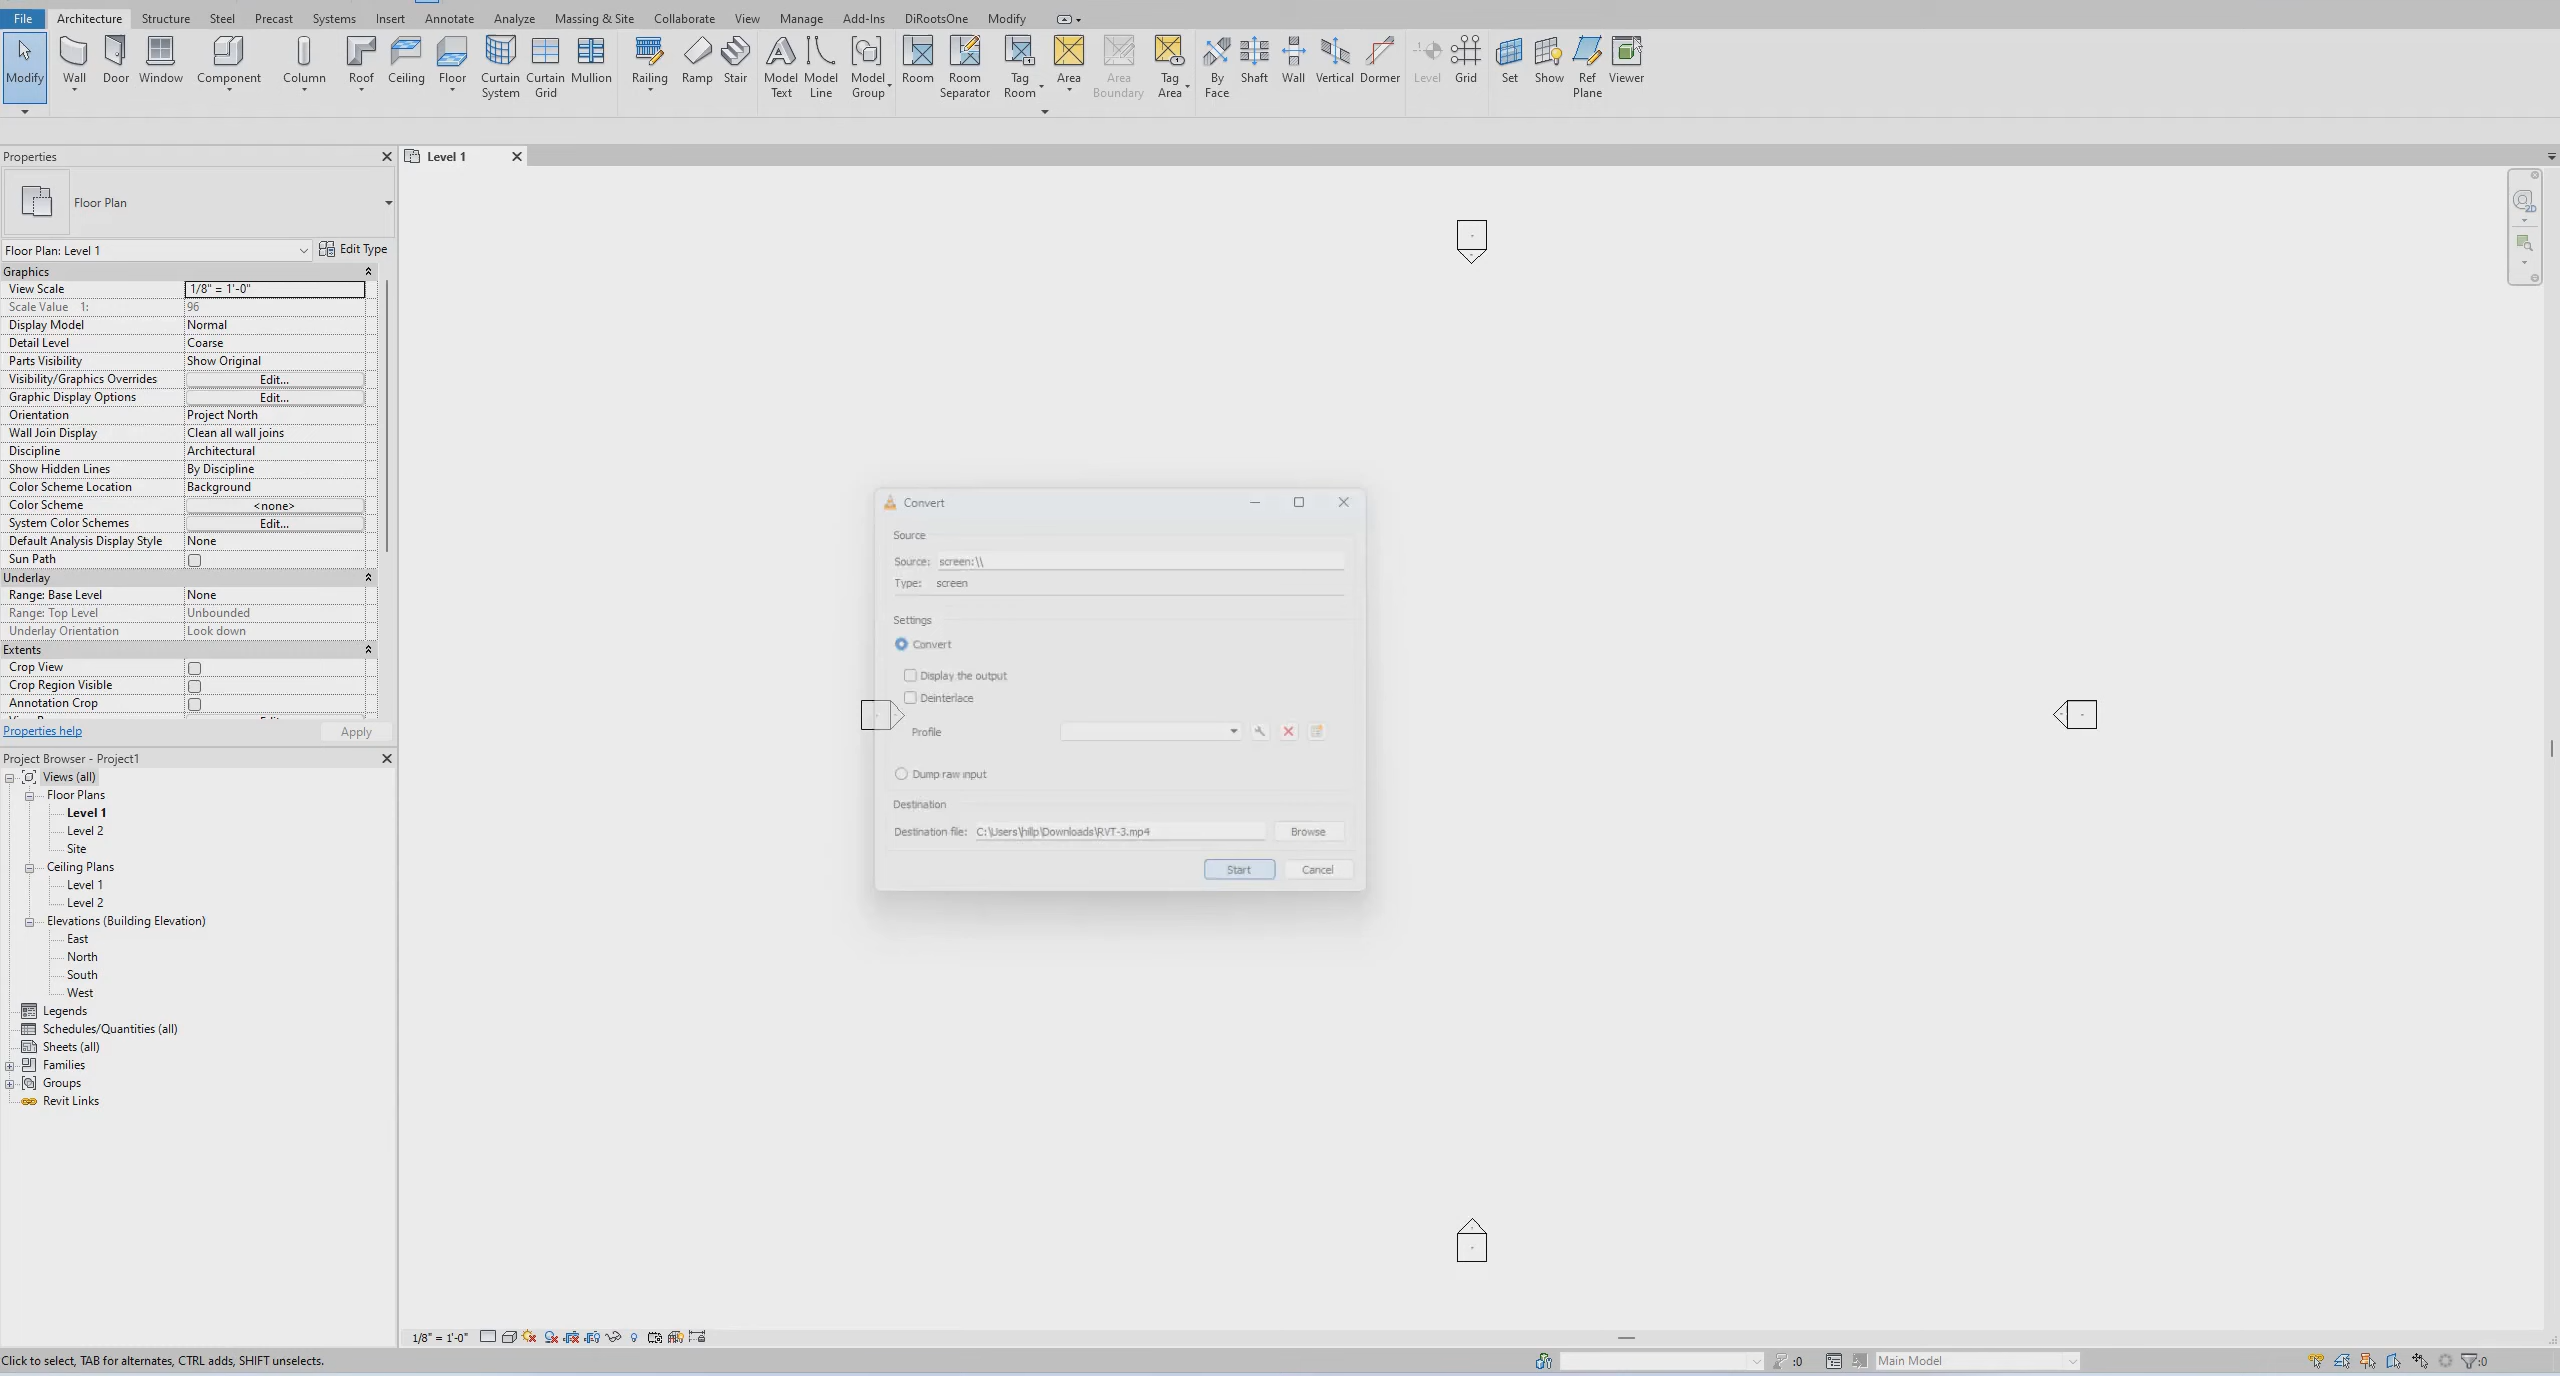 File Architecture Structure Steel Precast Systems Insert Annotate Analyze Massing & Site Collaborate View Manage Add-Ins DiRootsOne Modify
Modify Wall Door Window Component Column Roof Ceiling Floor Curtain System Curtain Grid Mullion Railing Ramp Stair Model Text Model Line Model Group Room Room Separator Tag Room Area Area Boundary Tag Area By Face Shaft Wall Vertical Dormer Level Grid Set Show Ref Plane Viewer
Properties
Level 1
Floor Plan
Floor Plan: Level 1 Edit Type
Graphics
View Scale 1/8" = 1'-0"
Scale Value 1: 96
Display Model Normal
Detail Level Coarse
Parts Visibility Show Original
Visibility/Graphics Overrides Edit...
Graphic Display Options Edit...
Orientation Project North
Wall Join Display Clean all wall joins
Discipline Architectural
Show Hidden Lines By Discipline
Color Scheme Location Background
Color Scheme <none>
System Color Schemes Edit...
Default Analysis Display Style None
Sun Path
Underlay
Range: Base Level None
Range: Top Level Unbounded
Underlay Orientation Look down
Extents
Crop View
Crop Region Visible
Annotation Crop
Properties help Apply
Project Browser - Project1
Views (all)
Floor Plans
Level 1
Level 2
Site
Ceiling Plans
Level 1
Level 2
Elevations (Building Elevation)
East
North
South
West
Legends
Schedules/Quantities (all)
Sheets (all)
Families
Groups
Revit Links
Convert
Source
Source: screen:\\
Type: screen
Settings
Convert
Display the output
Deinterlace
Profile
Dump raw input
Destination
Destination file: C:\Users\hilp\Downloads\RVT-3.mp4 Browse
Start Cancel
2D
1/8" = 1'-0"
Click to select, TAB for alternates, CTRL adds, SHIFT unselects.
:0
Main Model
:0